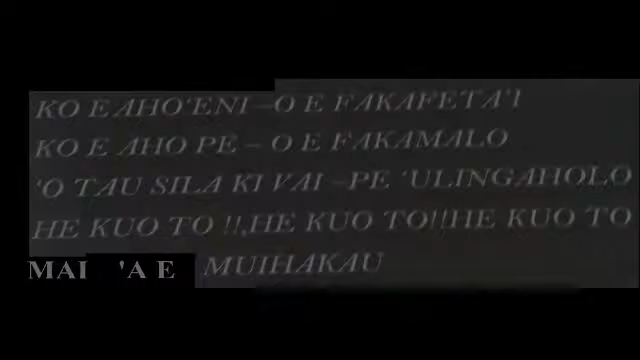 KO E AHO'ENI –O E FAKAFETA'I
KO E AHO PE – O E FAKAMALO
'O TAU SILA KI VAI –PE 'ULINGAHOLO
HE KUO TO !!,HE KUO TO!!HE KUO TO
MAI 'A E MUIHAKAU